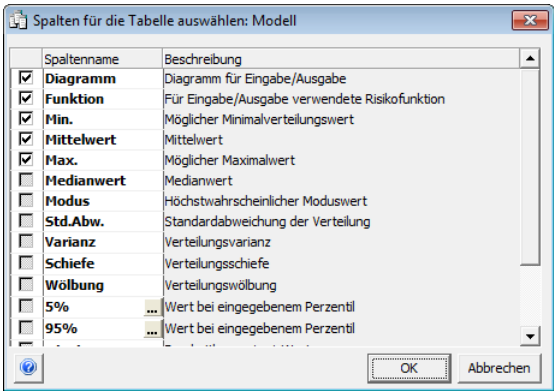 Spalten für die Tabelle auswählen: Modell
Spaltenname Beschreibung
Diagramm Diagramm für Eingabe/Ausgabe
Funktion Für Eingabe/Ausgabe verwendete Risikofunktion
Min. Möglicher Minimalverteilungswert
Mittelwert Mittelwert
Max. Möglicher Maximalwert
Medianwert Medianwert
Modus Höchstwahrscheinlicher Moduswert
Std.Abw. Standardabweichung der Verteilung
Varianz Verteilungsvarianz
Schiefe Verteilungsschiefe
Wölbung Verteilungswölbung
5% ... Wert bei eingegebenem Perzentil
95% ... Wert bei eingegebenem Perzentil
OK Abbrechen